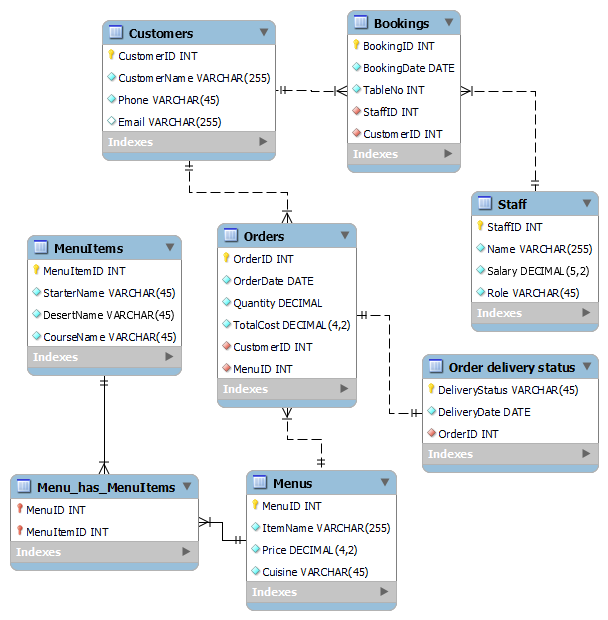 Customers
CustomerID INT
CustomerName VARCHAR(255)
Phone VARCHAR(45)
Email VARCHAR(255)
Indexes
Bookings
BookingID INT
BookingDate DATE
TableNo INT
StaffID INT
CustomerID INT
Indexes
Staff
StaffID INT
Name VARCHAR(255)
Salary DECIMAL(5,2)
Role VARCHAR(45)
Indexes
MenuItems
MenuItemID INT
StarterName VARCHAR(45)
DesertName VARCHAR(45)
CourseName VARCHAR(45)
Indexes
Orders
OrderID INT
OrderDate DATE
Quantity DECIMAL
TotalCost DECIMAL(4,2)
CustomerID INT
MenuID INT
Indexes
Order delivery status
DeliveryStatus VARCHAR(45)
DeliveryDate DATE
OrderID INT
Indexes
Menu_has_MenuItems
MenuID INT
MenuItemID INT
Indexes
Menus
MenuID INT
ItemName VARCHAR(255)
Price DECIMAL(4,2)
Cuisine VARCHAR(45)
Indexes